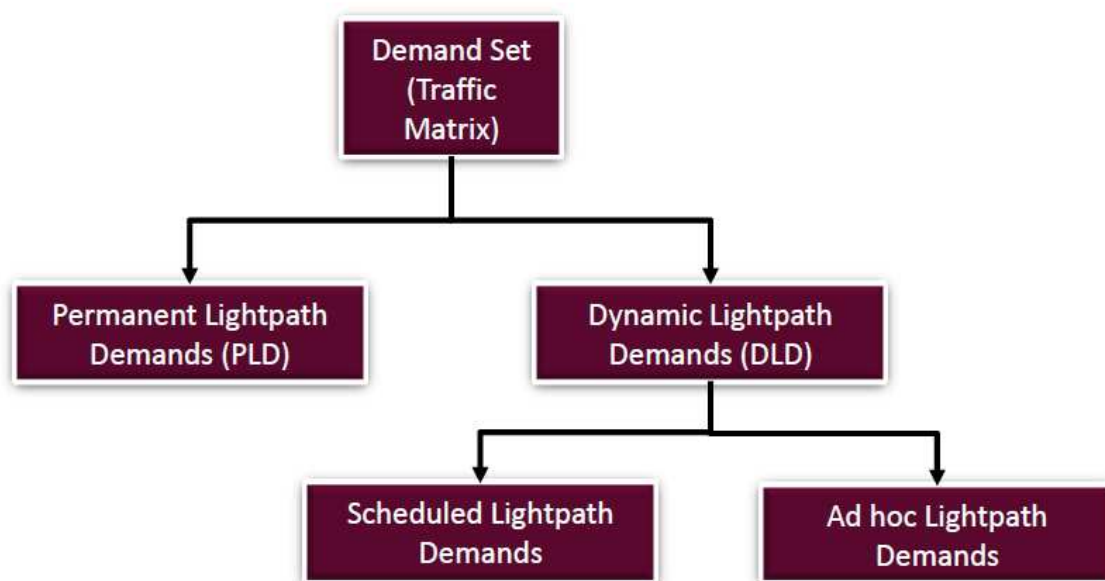 Demand Set
(Traffic
Matrix)
Permanent Lightpath
Demands (PLD)
Dynamic Lightpath
Demands (DLD)
Scheduled Lightpath
Demands
Ad hoc Lightpath
Demands